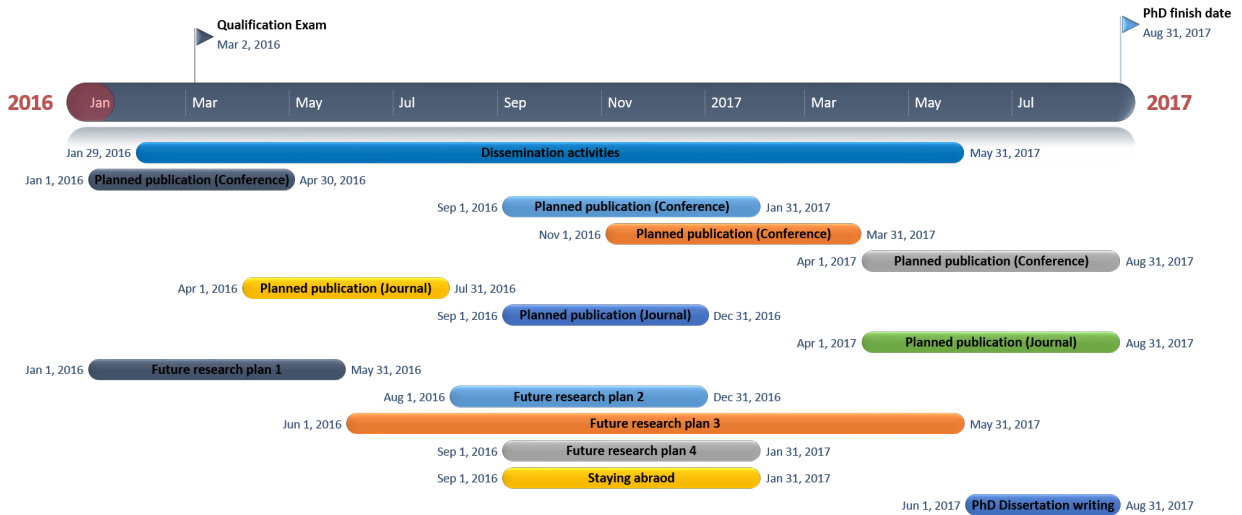 Qualification Exam
Mar 2, 2016
PhD finish date
Aug 31, 2017
2016 Jan Mar May Jul Sep Nov 2017 Mar May Jul 2017
Jan 29, 2016 Dissemination activities May 31, 2017
Jan 1, 2016 Planned publication (Conference) Apr 30, 2016
Sep 1, 2016 Planned publication (Conference) Jan 31, 2017
Nov 1, 2016 Planned publication (Conference) Mar 31, 2017
Apr 1, 2017 Planned publication (Conference) Aug 31, 2017
Apr 1, 2016 Planned publication (Journal) Jul 31, 2016
Sep 1, 2016 Planned publication (Journal) Dec 31, 2016
Apr 1, 2017 Planned publication (Journal) Aug 31, 2017
Jan 1, 2016 Future research plan 1 May 31, 2016
Aug 1, 2016 Future research plan 2 Dec 31, 2016
Jun 1, 2016 Future research plan 3 May 31, 2017
Sep 1, 2016 Future research plan 4 Jan 31, 2017
Sep 1, 2016 Staying abraod Jan 31, 2017
Jun 1, 2017 PhD Dissertation writing Aug 31, 2017